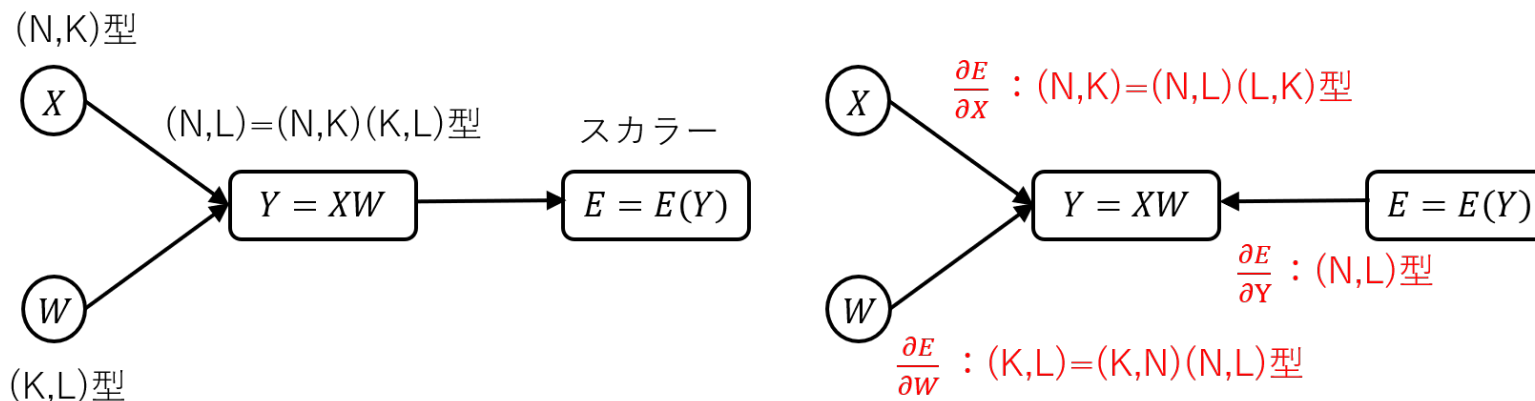 (N,K)型
X
(N,L)=(N,K)(K,L)型
スカラー
Y = XW
E = E(Y)
W
(K,L)型
X
∂E/∂X : (N,K)=(N,L)(L,K)型
Y = XW
E = E(Y)
∂E/∂Y : (N,L)型
W
∂E/∂W : (K,L)=(K,N)(N,L)型